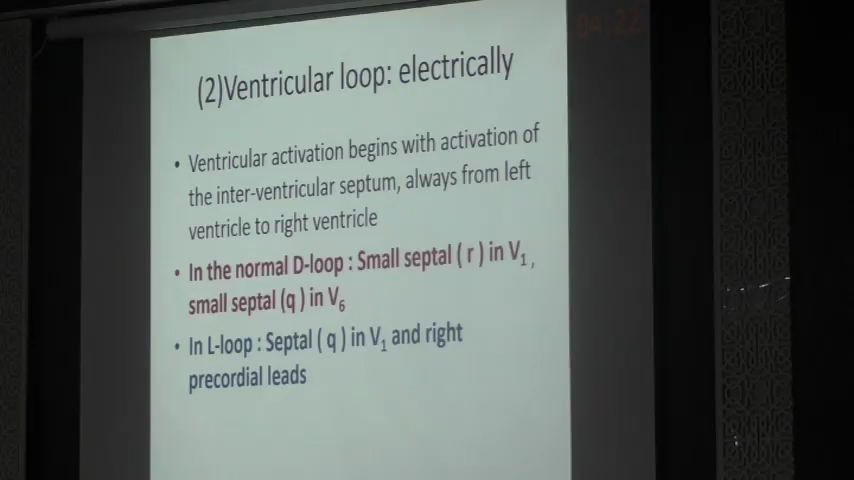 04:22
(2)Ventricular loop: electrically
• Ventricular activation begins with activation of
the inter-ventricular septum, always from left
ventricle to right ventricle
• In the normal D-loop : Small septal ( r ) in V1 ,
small septal (q ) in V6
• In L-loop : Septal ( q ) in V1 and right
precordial leads